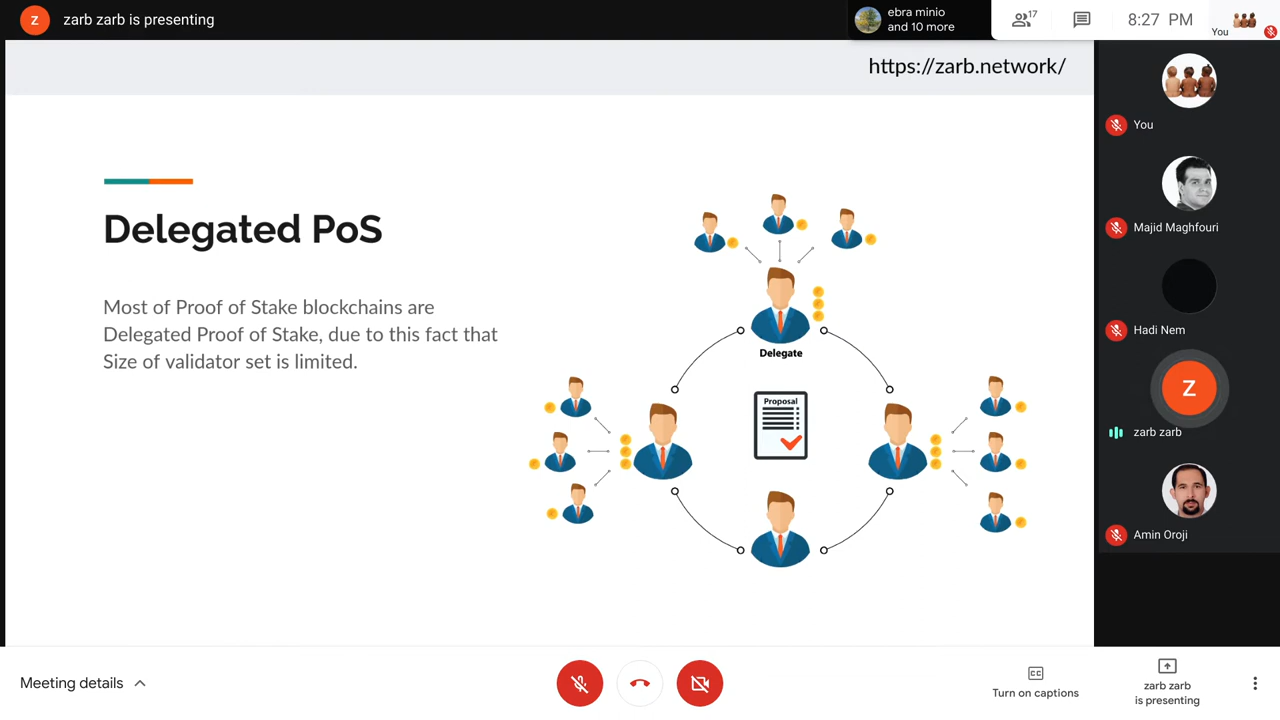 Z
zarb zarb is presenting
ebra minio
and 10 more
17
8:27 PM
You
https://zarb.network/
Delegated PoS
Most of Proof of Stake blockchains are
Delegated Proof of Stake, due to this fact that
Size of validator set is limited.
Delegate
Proposal
You
Majid Maghfouri
Hadi Nem
Z
zarb zarb
Amin Oroji
Meeting details
CC
Turn on captions
zarb zarb
is presenting